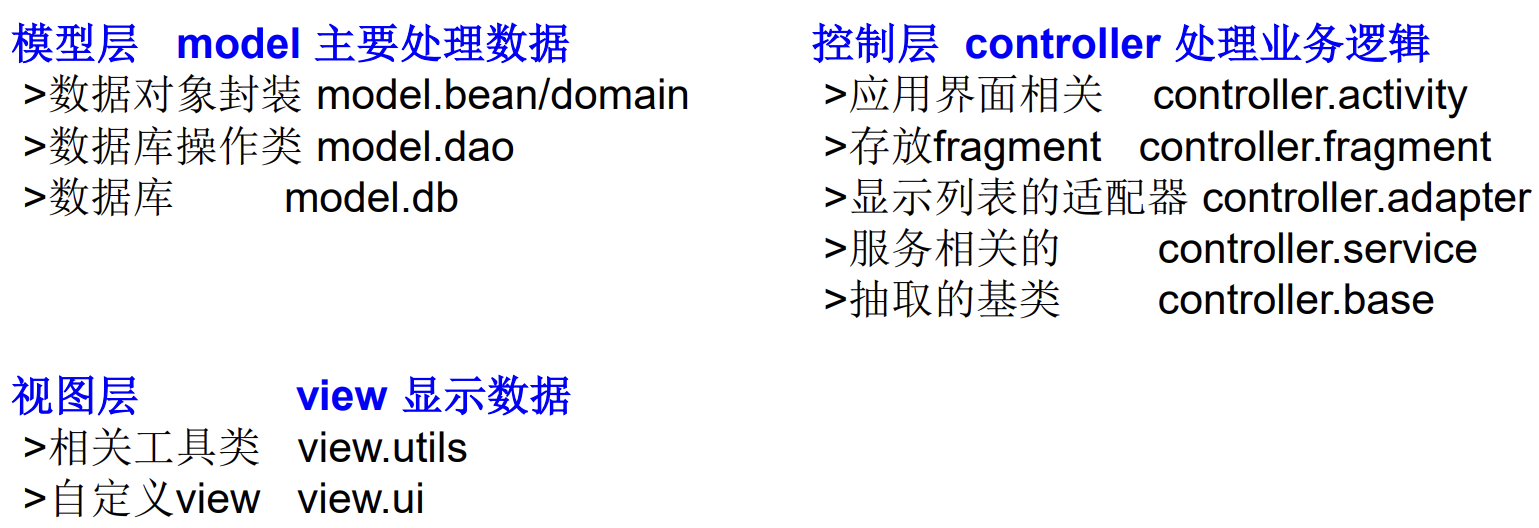 模型层 model 主要处理数据
>数据对象封装 model.bean/domain
>数据库操作类 model.dao
>数据库 model.db
控制层 controller 处理业务逻辑
>应用界面相关 controller.activity
>存放fragment controller.fragment
>显示列表的适配器 controller.adapter
>服务相关的 controller.service
>抽取的基类 controller.base
视图层 view 显示数据
>相关工具类 view.utils
>自定义view view.ui